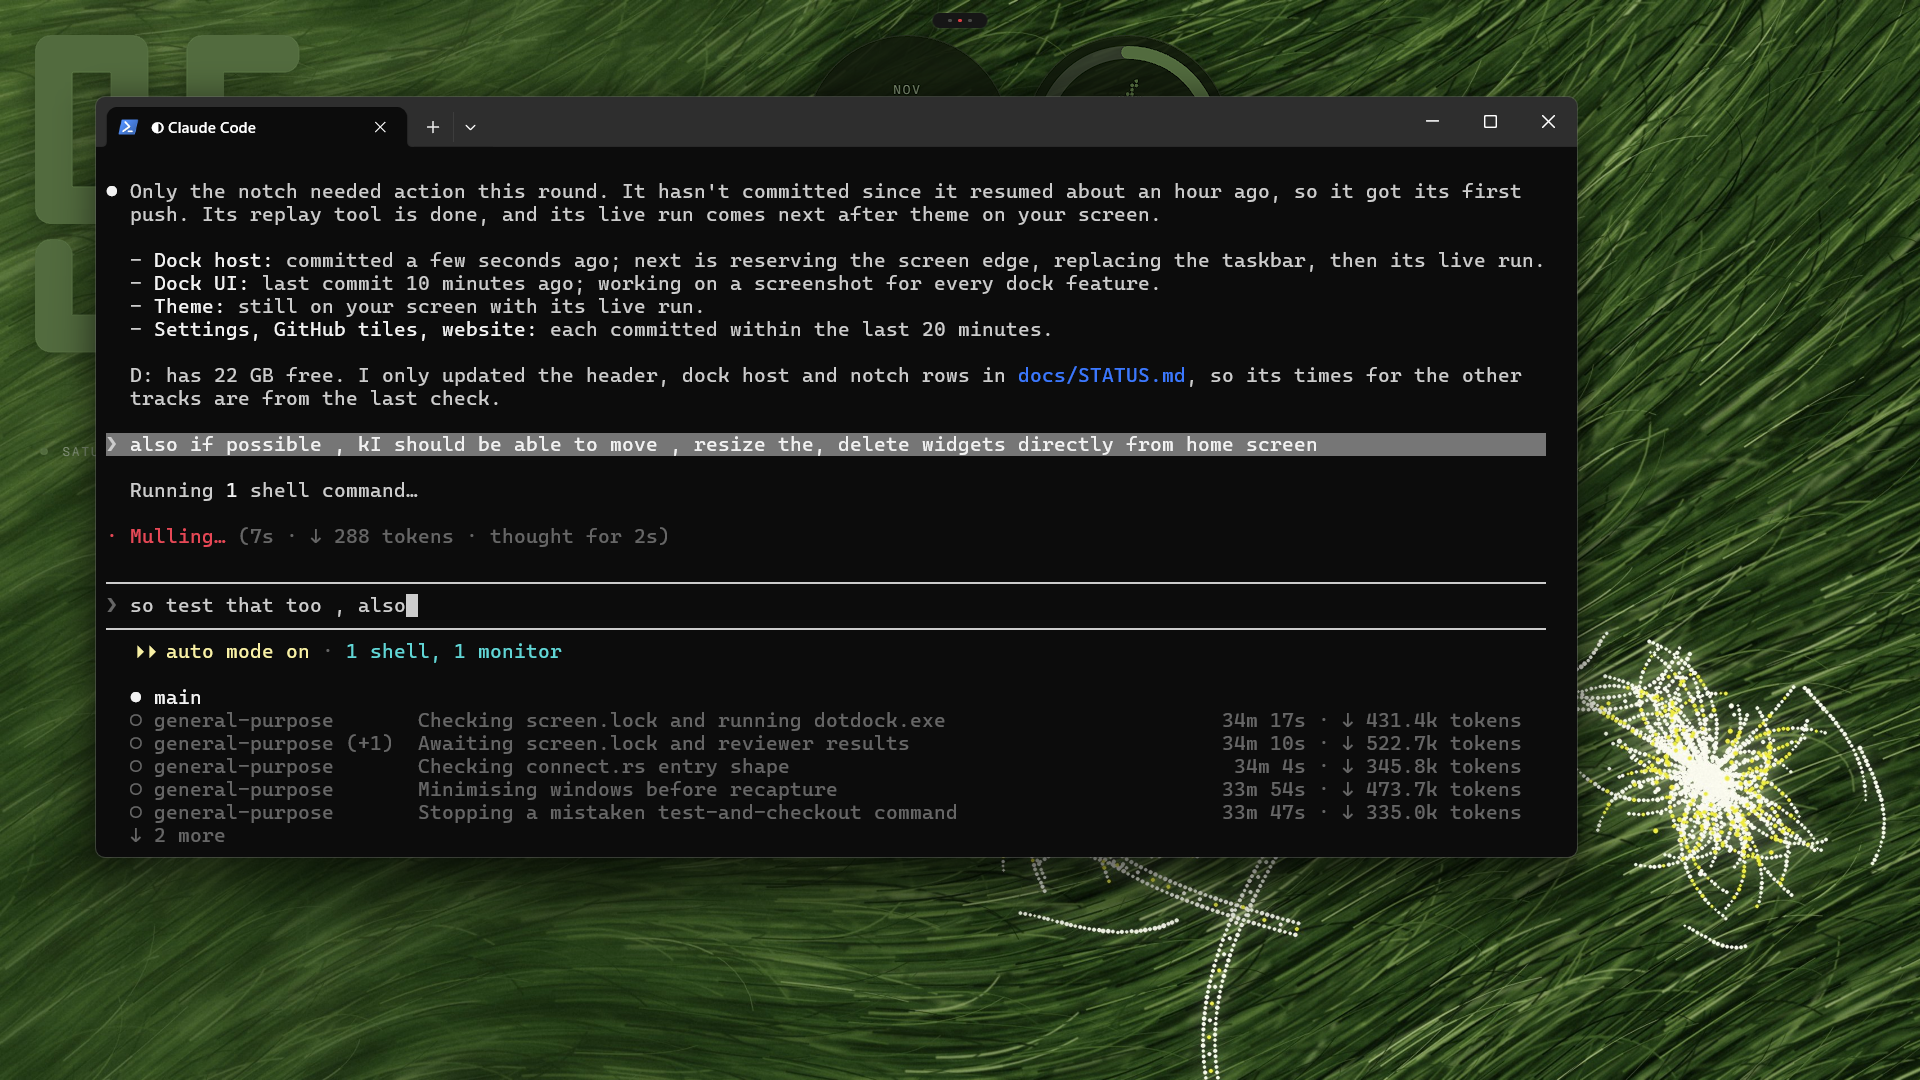 NOV
Claude Code
● Only the notch needed action this round. It hasn't committed since it resumed about an hour ago, so it got its first
push. Its replay tool is done, and its live run comes next after theme on your screen.
- Dock host: committed a few seconds ago; next is reserving the screen edge, replacing the taskbar, then its live run.
- Dock UI: last commit 10 minutes ago; working on a screenshot for every dock feature.
- Theme: still on your screen with its live run.
- Settings, GitHub tiles, website: each committed within the last 20 minutes.
D: has 22 GB free. I only updated the header, dock host and notch rows in docs/STATUS.md, so its times for the other
tracks are from the last check.
❯ also if possible , kI should be able to move , resize the, delete widgets directly from home screen
SATU
Running 1 shell command…
· Mulling… (7s · ↓ 288 tokens · thought for 2s)
❯ so test that too , also
⏵⏵ auto mode on · 1 shell, 1 monitor
● main
○ general-purpose Checking screen.lock and running dotdock.exe 34m 17s · ↓ 431.4k tokens
○ general-purpose (+1) Awaiting screen.lock and reviewer results 34m 10s · ↓ 522.7k tokens
○ general-purpose Checking connect.rs entry shape 34m 4s · ↓ 345.8k tokens
○ general-purpose Minimising windows before recapture 33m 54s · ↓ 473.7k tokens
○ general-purpose Stopping a mistaken test-and-checkout command 33m 47s · ↓ 335.0k tokens
↓ 2 more